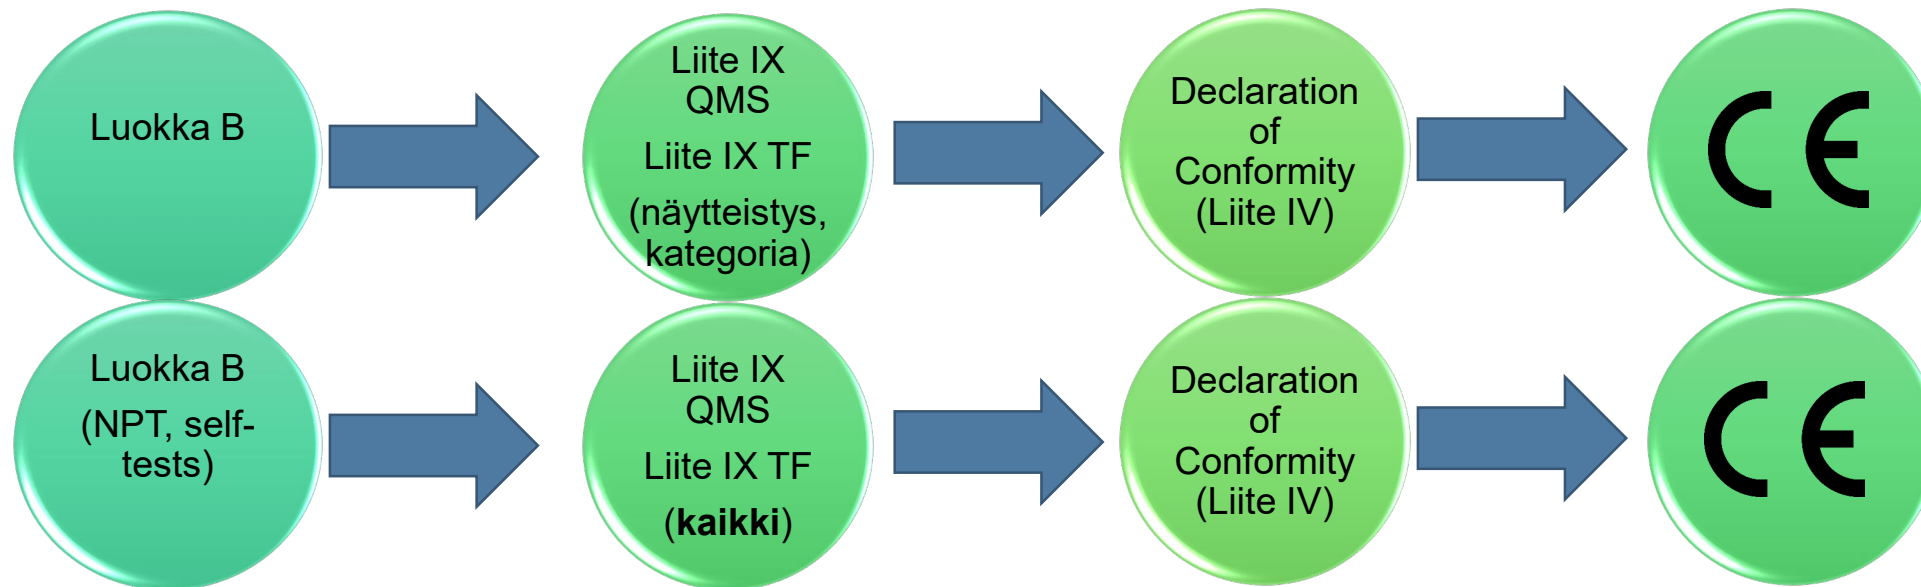 Luokka B
Liite IX
QMS
Liite IX TF
(näytteistys,
kategoria)
Declaration
of
Conformity
(Liite IV)
CE
Luokka B
(NPT, self-
tests)
Liite IX
QMS
Liite IX TF
(kaikki)
Declaration
of
Conformity
(Liite IV)
CE